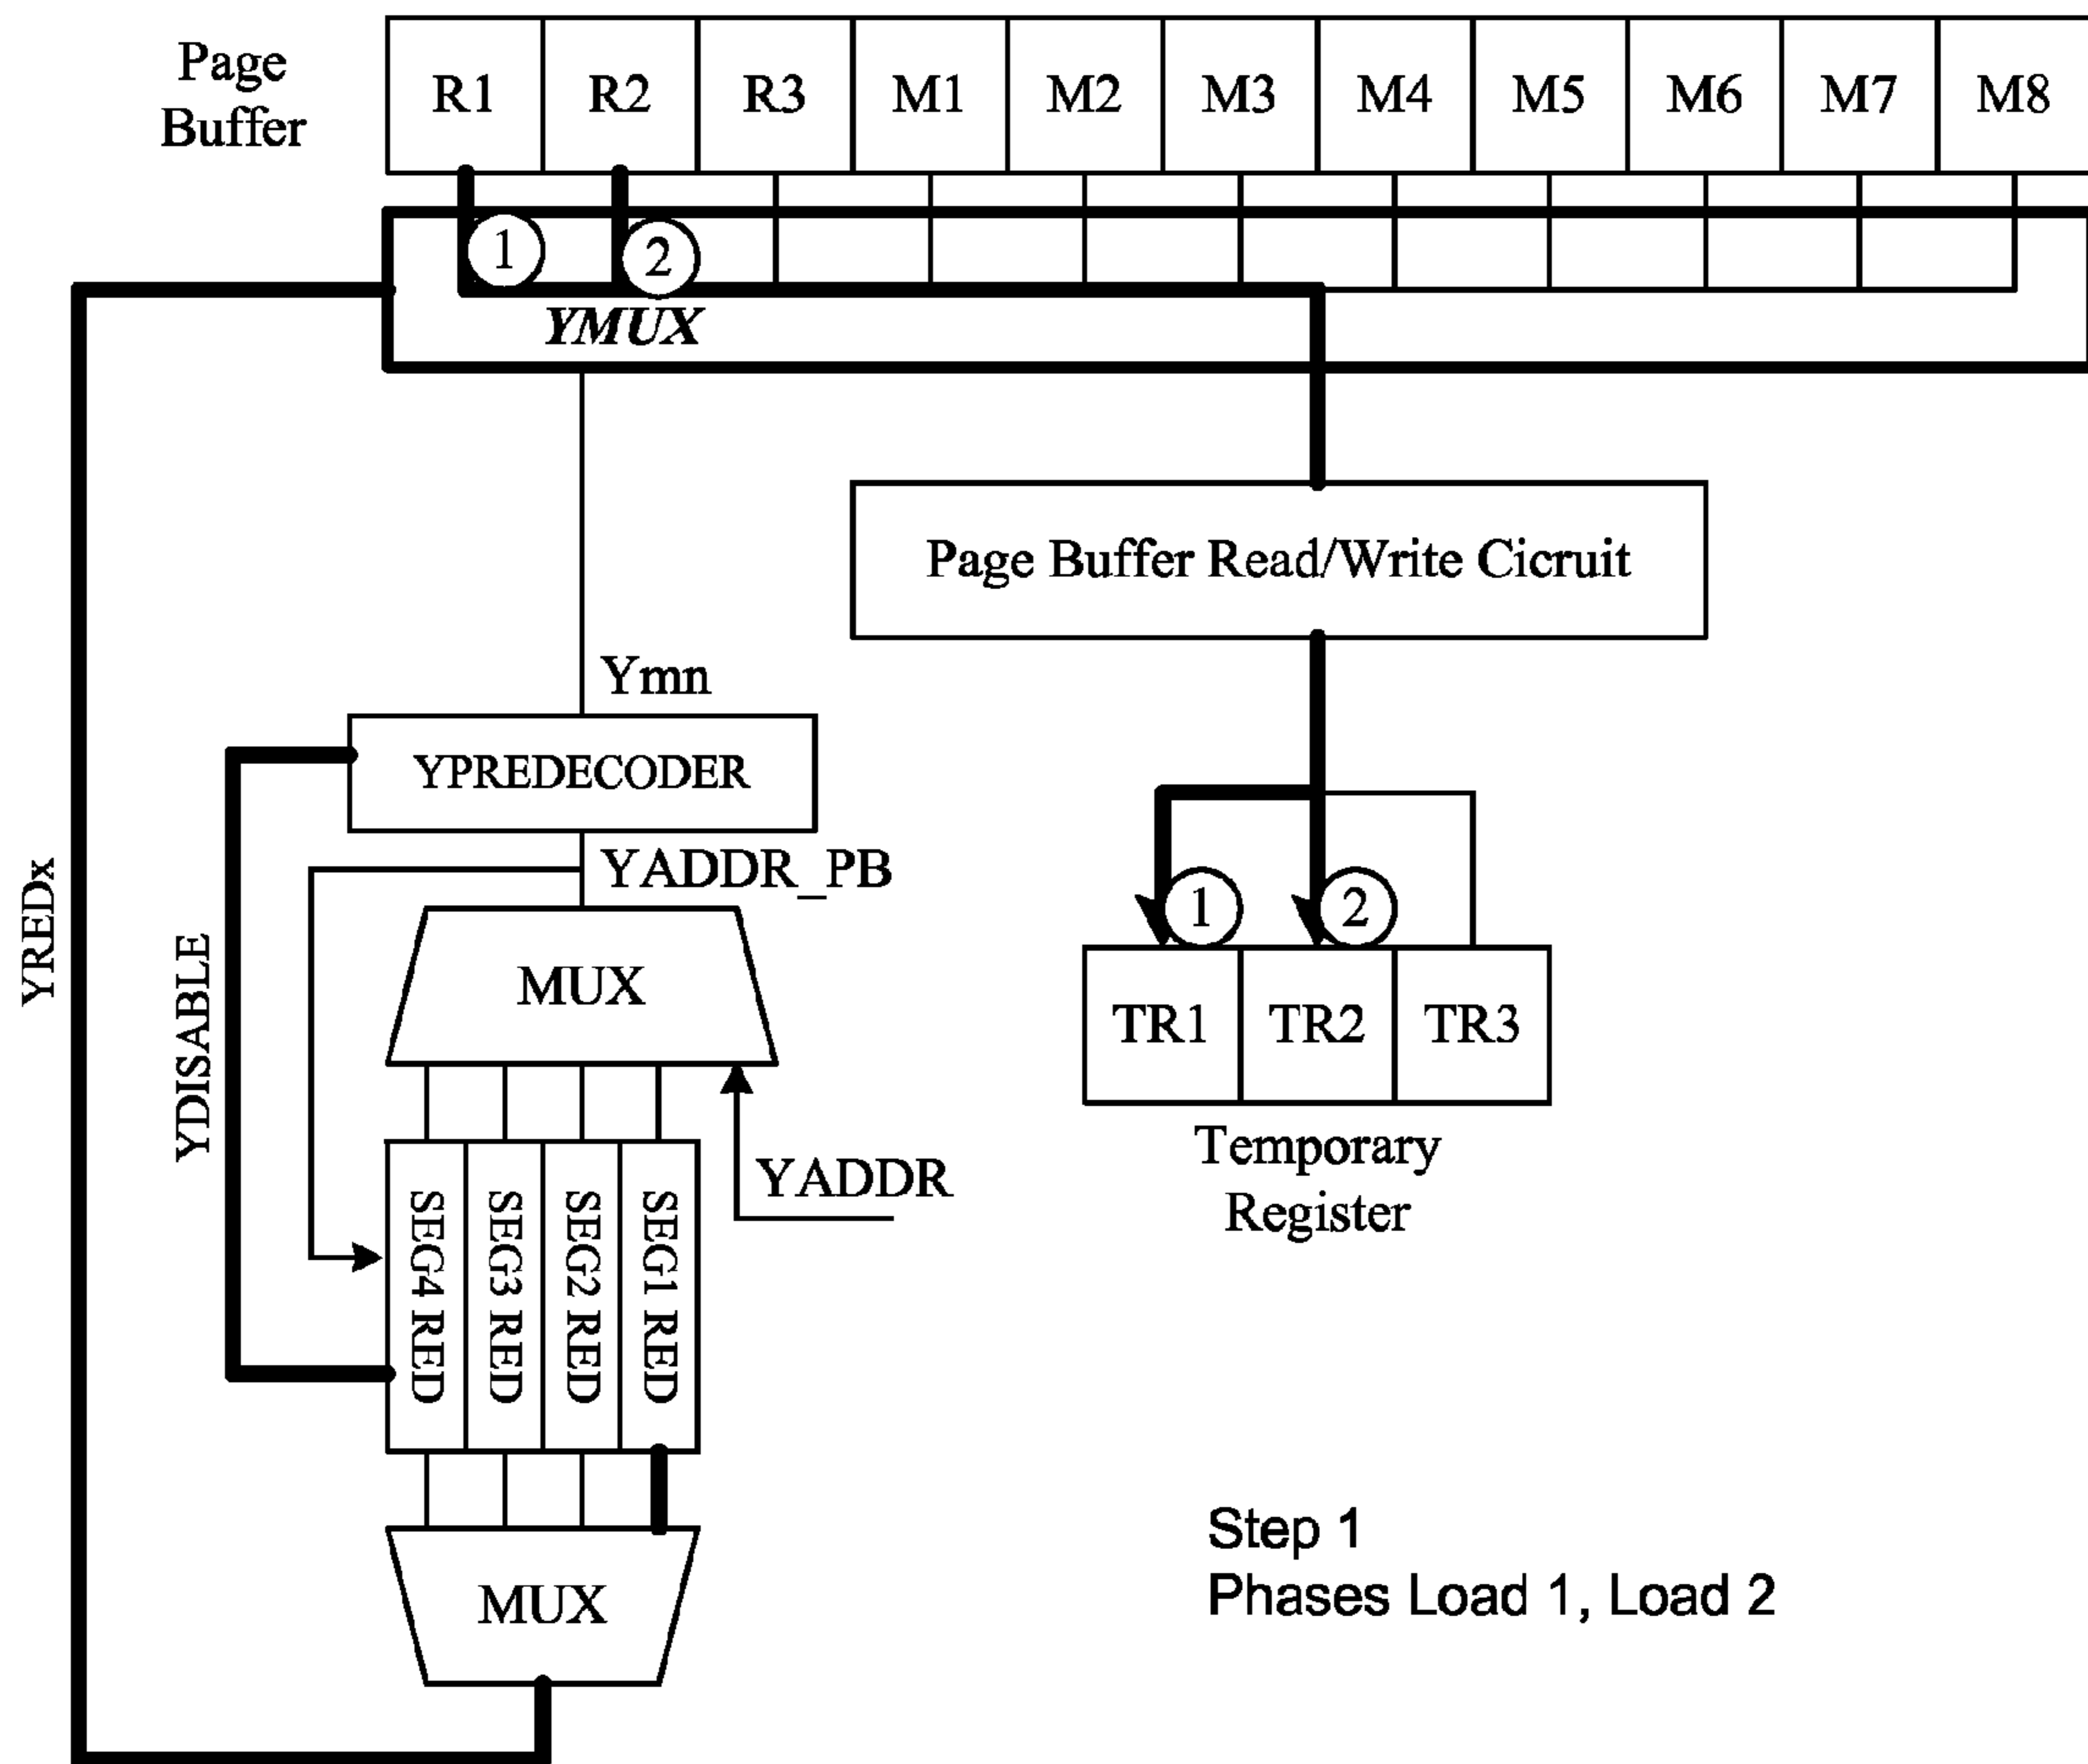 Page
Buffer
R1 R2 R3 M1 M2 M3 M4 M5 M6 M7 M8
1 2
YMUX
Page Buffer Read/Write Cicruit
Ymn
YPREDECODER
YADDR_PB
YREDx
YDISABLE
1 2
MUX
TR1 TR2 TR3
Temporary
Register
YADDR
SEG4 RED
SEG3 RED
SEG2 RED
SEG1 RED
MUX
Step 1
Phases Load 1, Load 2